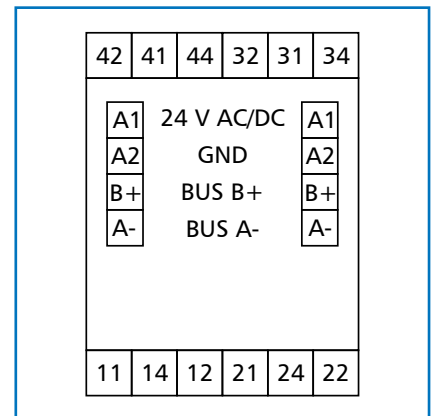 42 41 44 32 31 34
A1 24 V AC/DC A1
A2 GND A2
B+ BUS B+ B+
A- BUS A- A-
11 14 12 21 24 22